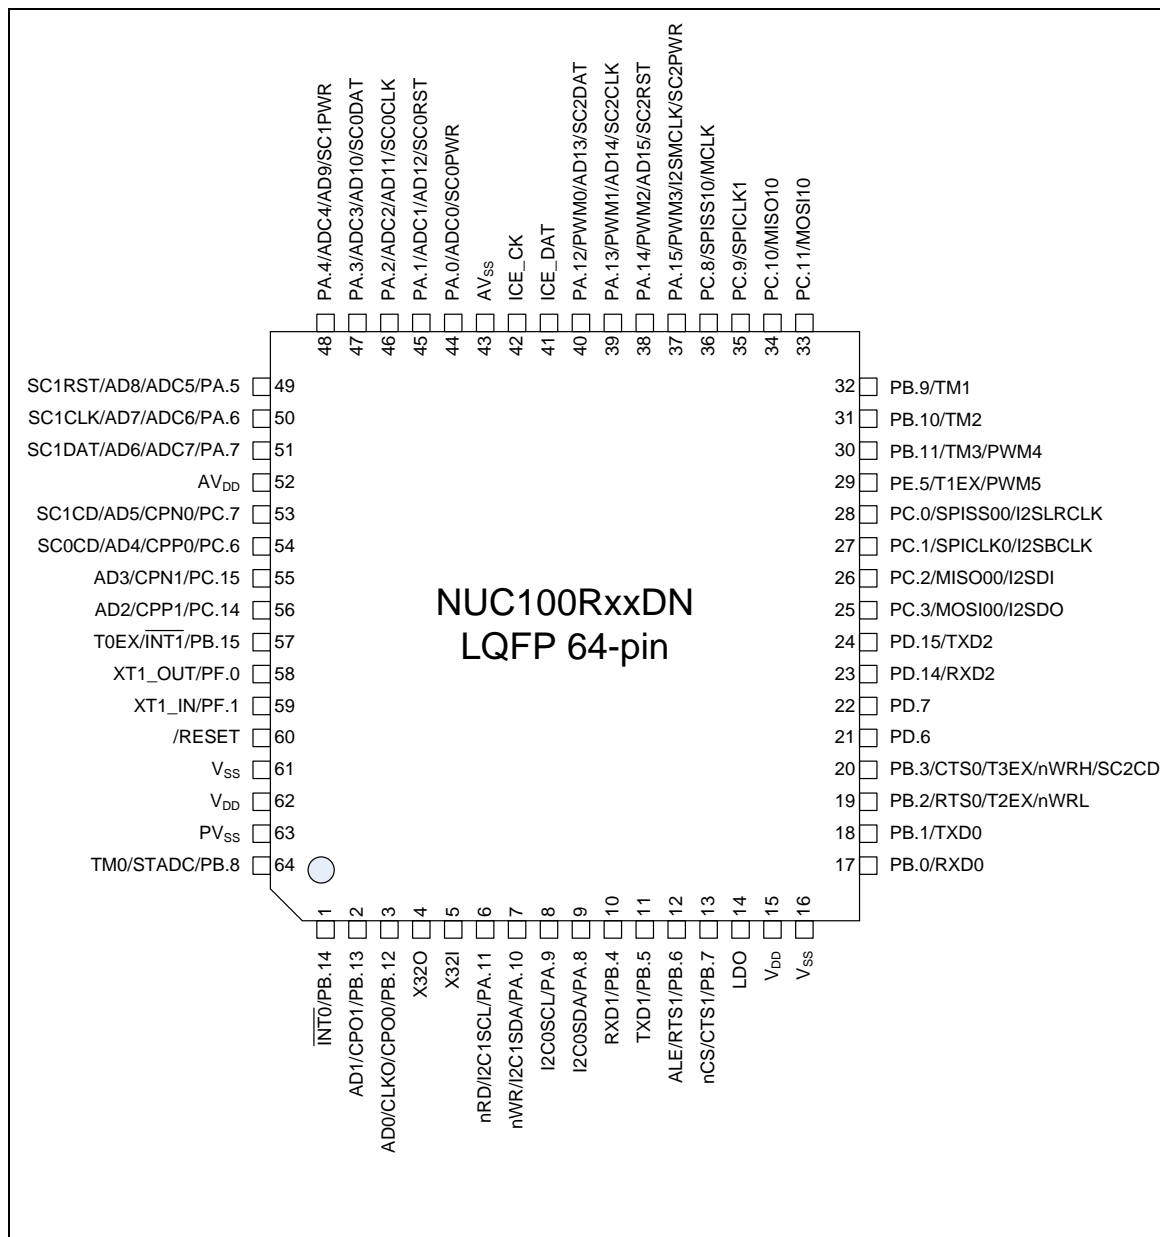 PA.4/ADC4/AD9/SC1PWR
PA.3/ADC3/AD10/SC0DAT
PA.2/ADC2/AD11/SC0CLK
PA.1/ADC1/AD12/SC0RST
PA.0/ADC0/SC0PWR
AVSS
ICE_CK
ICE_DAT
PA.12/PWM0/AD13/SC2DAT
PA.13/PWM1/AD14/SC2CLK
PA.14/PWM2/AD15/SC2RST
PA.15/PWM3/I2SMCLK/SC2PWR
PC.8/SPISS10/MCLK
PC.9/SPICLK1
PC.10/MISO10
PC.11/MOSI10
48 47 46 45 44 43 42 41 40 39 38 37 36 35 34 33
SC1RST/AD8/ADC5/PA.5 49
SC1CLK/AD7/ADC6/PA.6 50
SC1DAT/AD6/ADC7/PA.7 51
AVDD 52
SC1CD/AD5/CPN0/PC.7 53
SC0CD/AD4/CPP0/PC.6 54
AD3/CPN1/PC.15 55
AD2/CPP1/PC.14 56
T0EX/INT1/PB.15 57
XT1_OUT/PF.0 58
XT1_IN/PF.1 59
/RESET 60
VSS 61
VDD 62
PVSS 63
TM0/STADC/PB.8 64
NUC100RxxDN
LQFP 64-pin
32 PB.9/TM1
31 PB.10/TM2
30 PB.11/TM3/PWM4
29 PE.5/T1EX/PWM5
28 PC.0/SPISS00/I2SLRCLK
27 PC.1/SPICLK0/I2SBCLK
26 PC.2/MISO00/I2SDI
25 PC.3/MOSI00/I2SDO
24 PD.15/TXD2
23 PD.14/RXD2
22 PD.7
21 PD.6
20 PB.3/CTS0/T3EX/nWRH/SC2CD
19 PB.2/RTS0/T2EX/nWRL
18 PB.1/TXD0
17 PB.0/RXD0
1 2 3 4 5 6 7 8 9 10 11 12 13 14 15 16
INT0/PB.14
AD1/CPO1/PB.13
AD0/CLKO/CPO0/PB.12
X32O
X32I
nRD/I2C1SCL/PA.11
nWR/I2C1SDA/PA.10
I2C0SCL/PA.9
I2C0SDA/PA.8
RXD1/PB.4
TXD1/PB.5
ALE/RTS1/PB.6
nCS/CTS1/PB.7
LDO
VDD
VSS